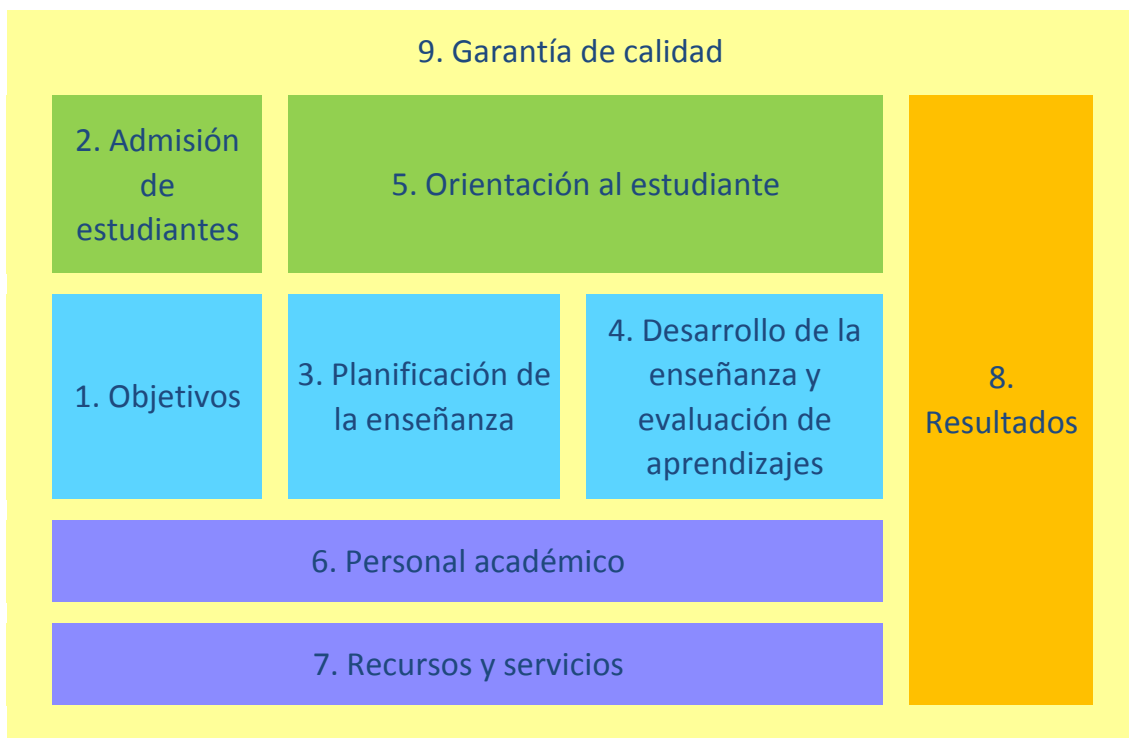 9. Garantía de calidad
2. Admisión
de
estudiantes
5. Orientación al estudiante
1. Objetivos
3. Planificación de
la enseñanza
4. Desarrollo de la
enseñanza y
evaluación de
aprendizajes
8.
Resultados
6. Personal académico
7. Recursos y servicios